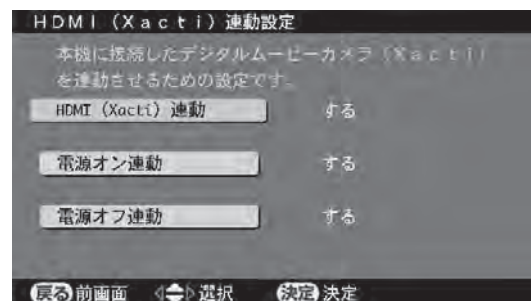 HDMI(Xacti)連動設定
本機に接続したデジタルムービーカメラ(Xacti)
を連動させるための設定です。
HDMI (Xacti) 連動 する
電源オン連動 する
電源オフ連動 する
戻る 前画面 選択 決定 決定